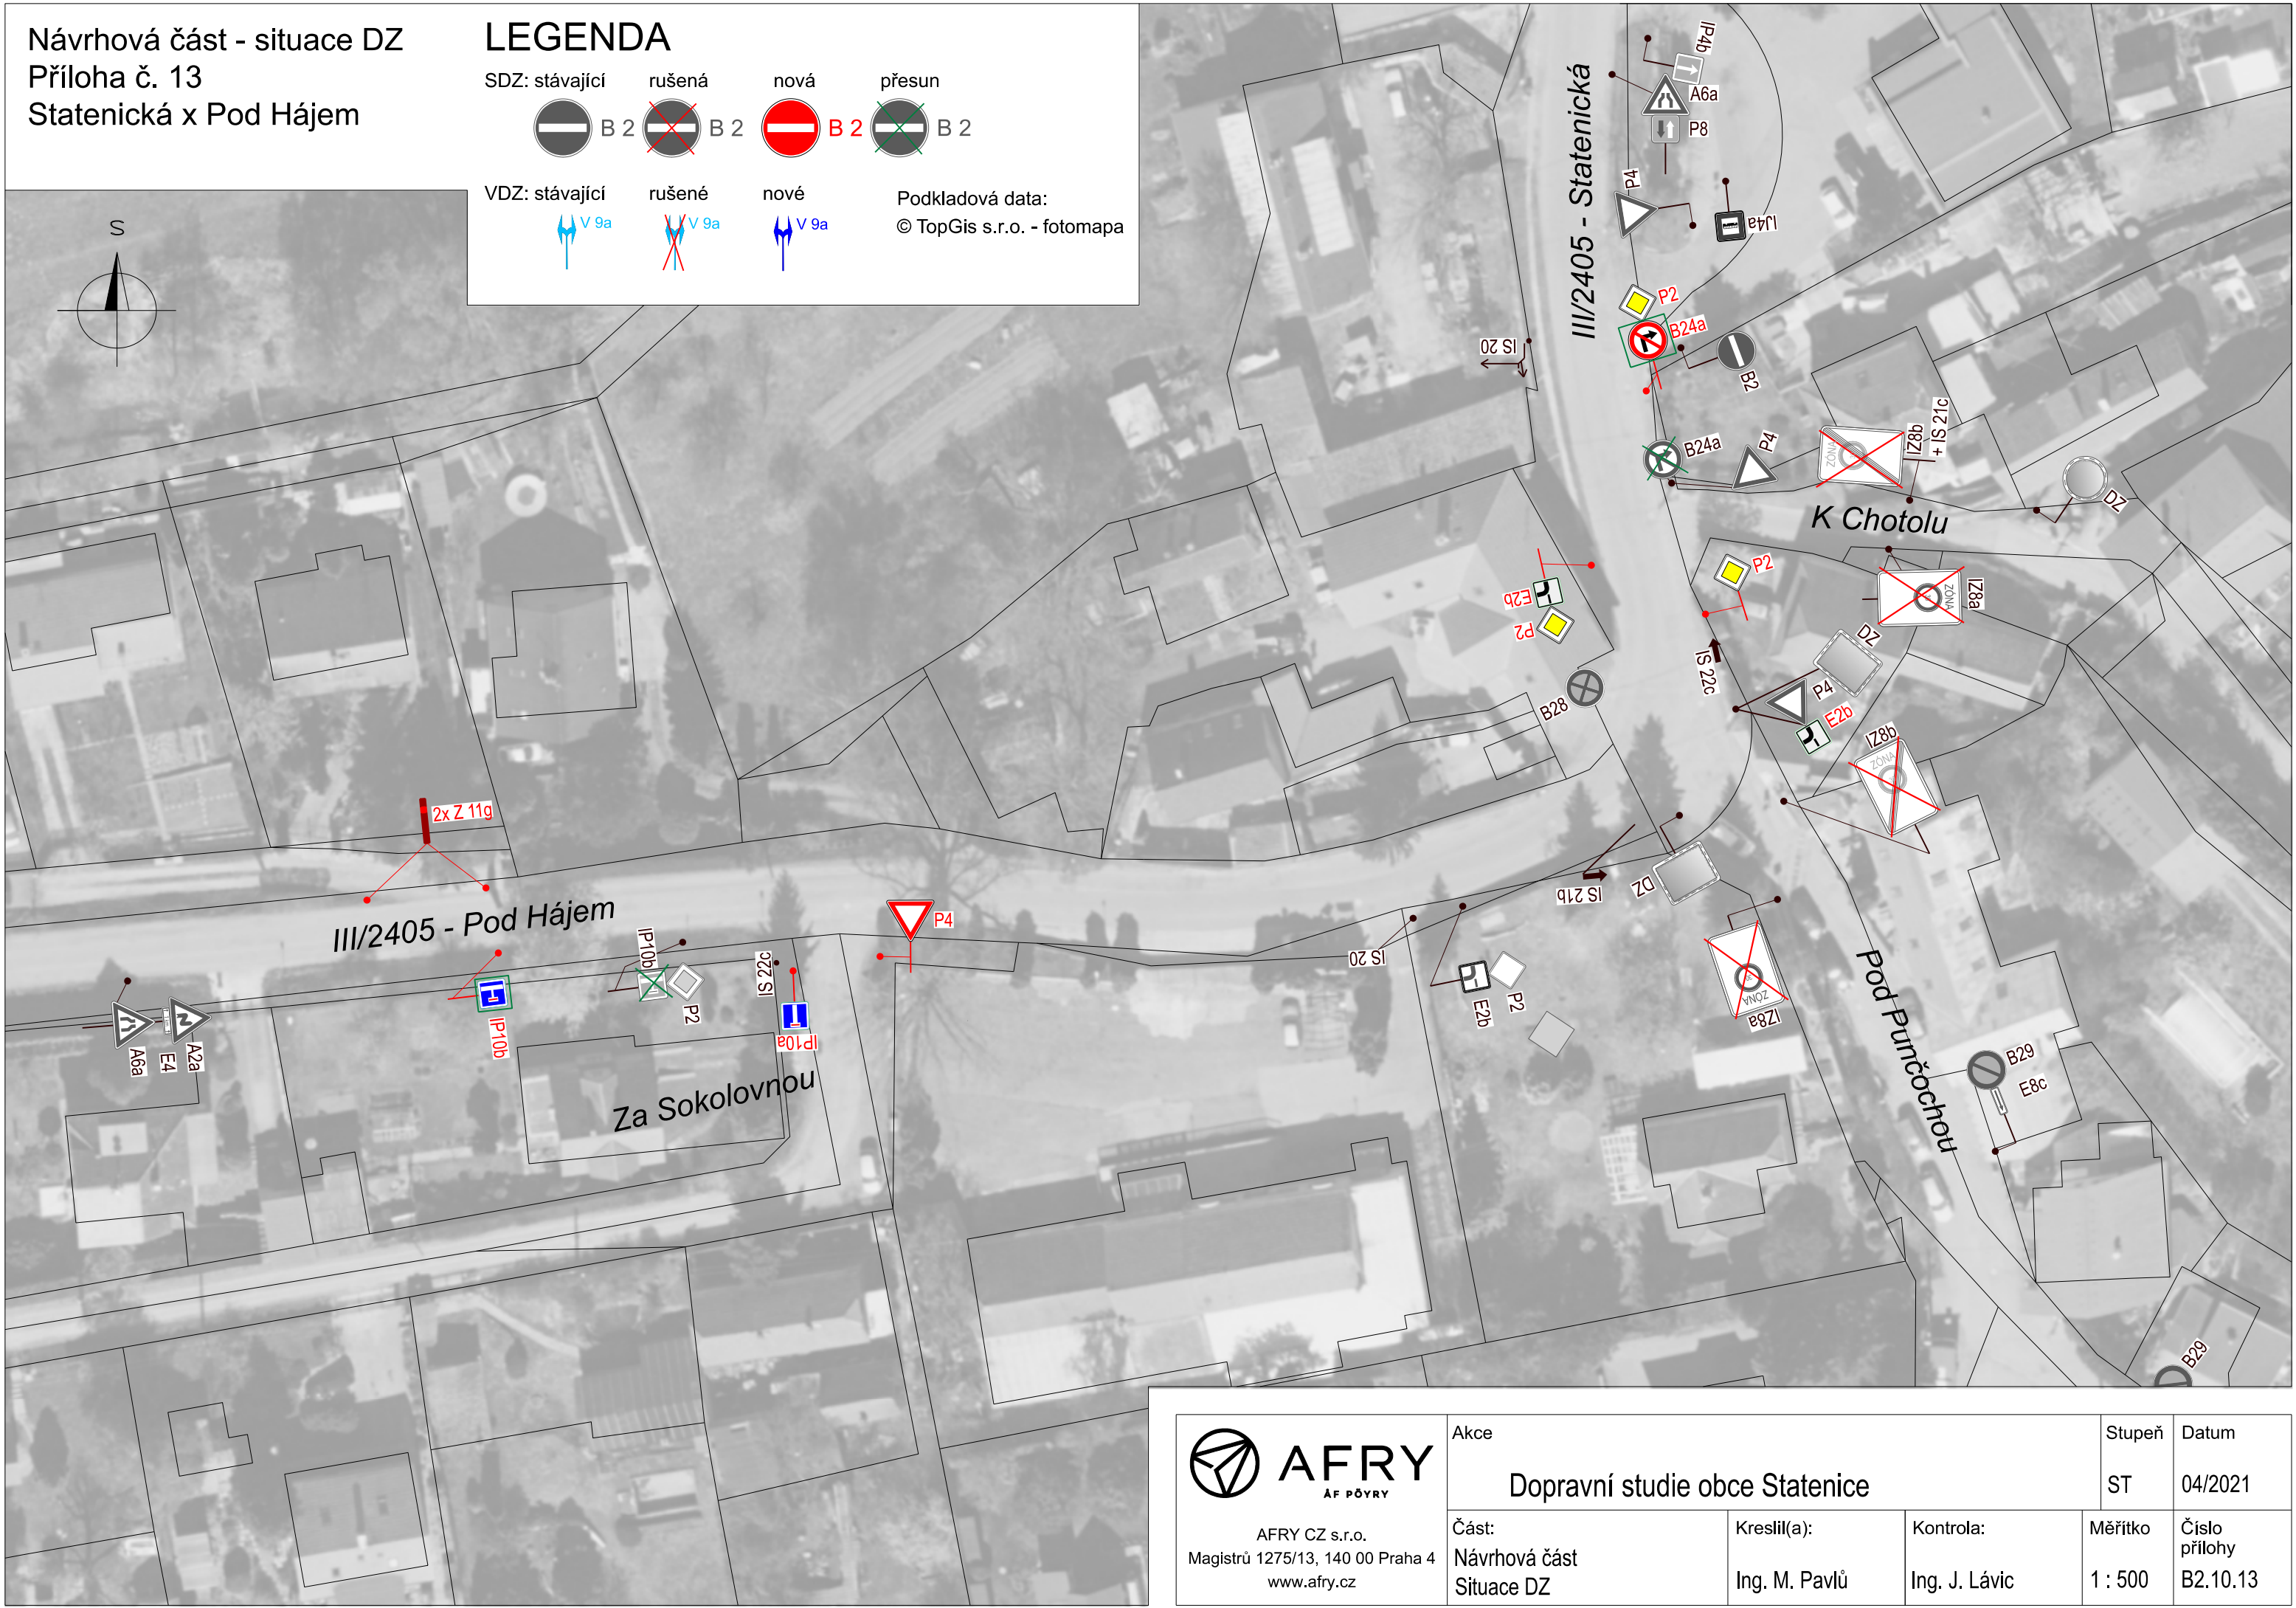 Návrhová část - situace DZ
Příloha č. 13
Statenická x Pod Hájem
LEGENDA
SDZ: stávající rušená nová přesun
B 2 B 2 B 2 B 2
VDZ: stávající rušené nové
V 9a V 9a V 9a
Podkladová data:
© TopGis s.r.o. - fotomapa
S
III/2405 - Statenická
IP4b
A6a
P8
P4
IJ4a
P2
B24a
B2
IS 20
B24a
P4
IZ8b
+ IS 21c
ZÓNA
DZ
K Chotolu
P2
E2b
P2
IZ8a
ZÓNA
DZ
IS 22c
P4
E2b
B28
IZ8b
ZÓNA
2x Z 11g
III/2405 - Pod Hájem
P4
IS 21b
DZ
IS 20
E2b
P2
IZ8a
ZÓNA
Pod Punčochou
B29
E8c
B29
IP10b
P2
IS 22c
IP10a
IP10b
A6a
E4
A2a
Za Sokolovnou
AFRY
ÅF PÖYRY
AFRY CZ s.r.o.
Magistrů 1275/13, 140 00 Praha 4
www.afry.cz
Akce
Dopravní studie obce Statenice
Stupeň
ST
Datum
04/2021
Část:
Návrhová část
Situace DZ
Kreslil(a):
Ing. M. Pavlů
Kontrola:
Ing. J. Lávic
Měřítko
1 : 500
Číslo
přílohy
B2.10.13